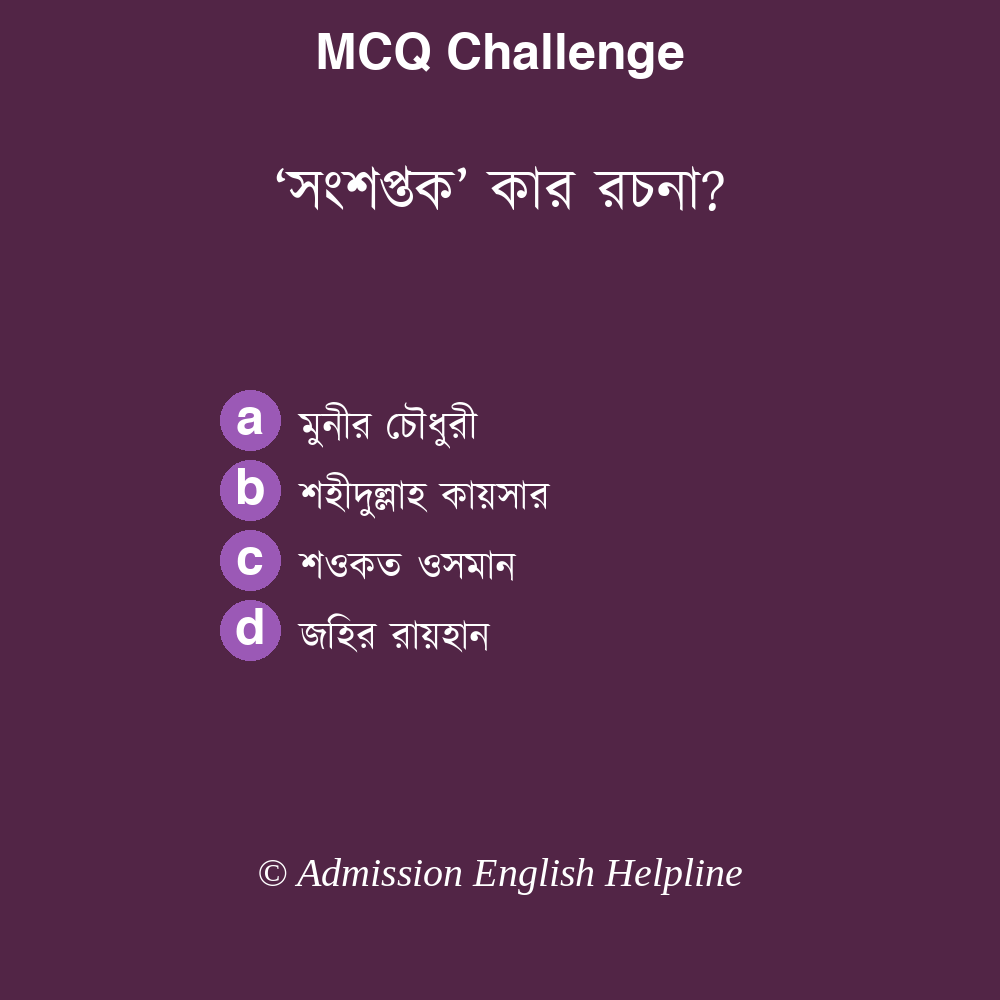 MCQ Challenge
‘সংশপ্তক’ কার রচনা?
a মুনীর চৌধুরী
b শহীদুল্লাহ কায়সার
c শওকত ওসমান
d জহির রায়হান
© Admission English Helpline